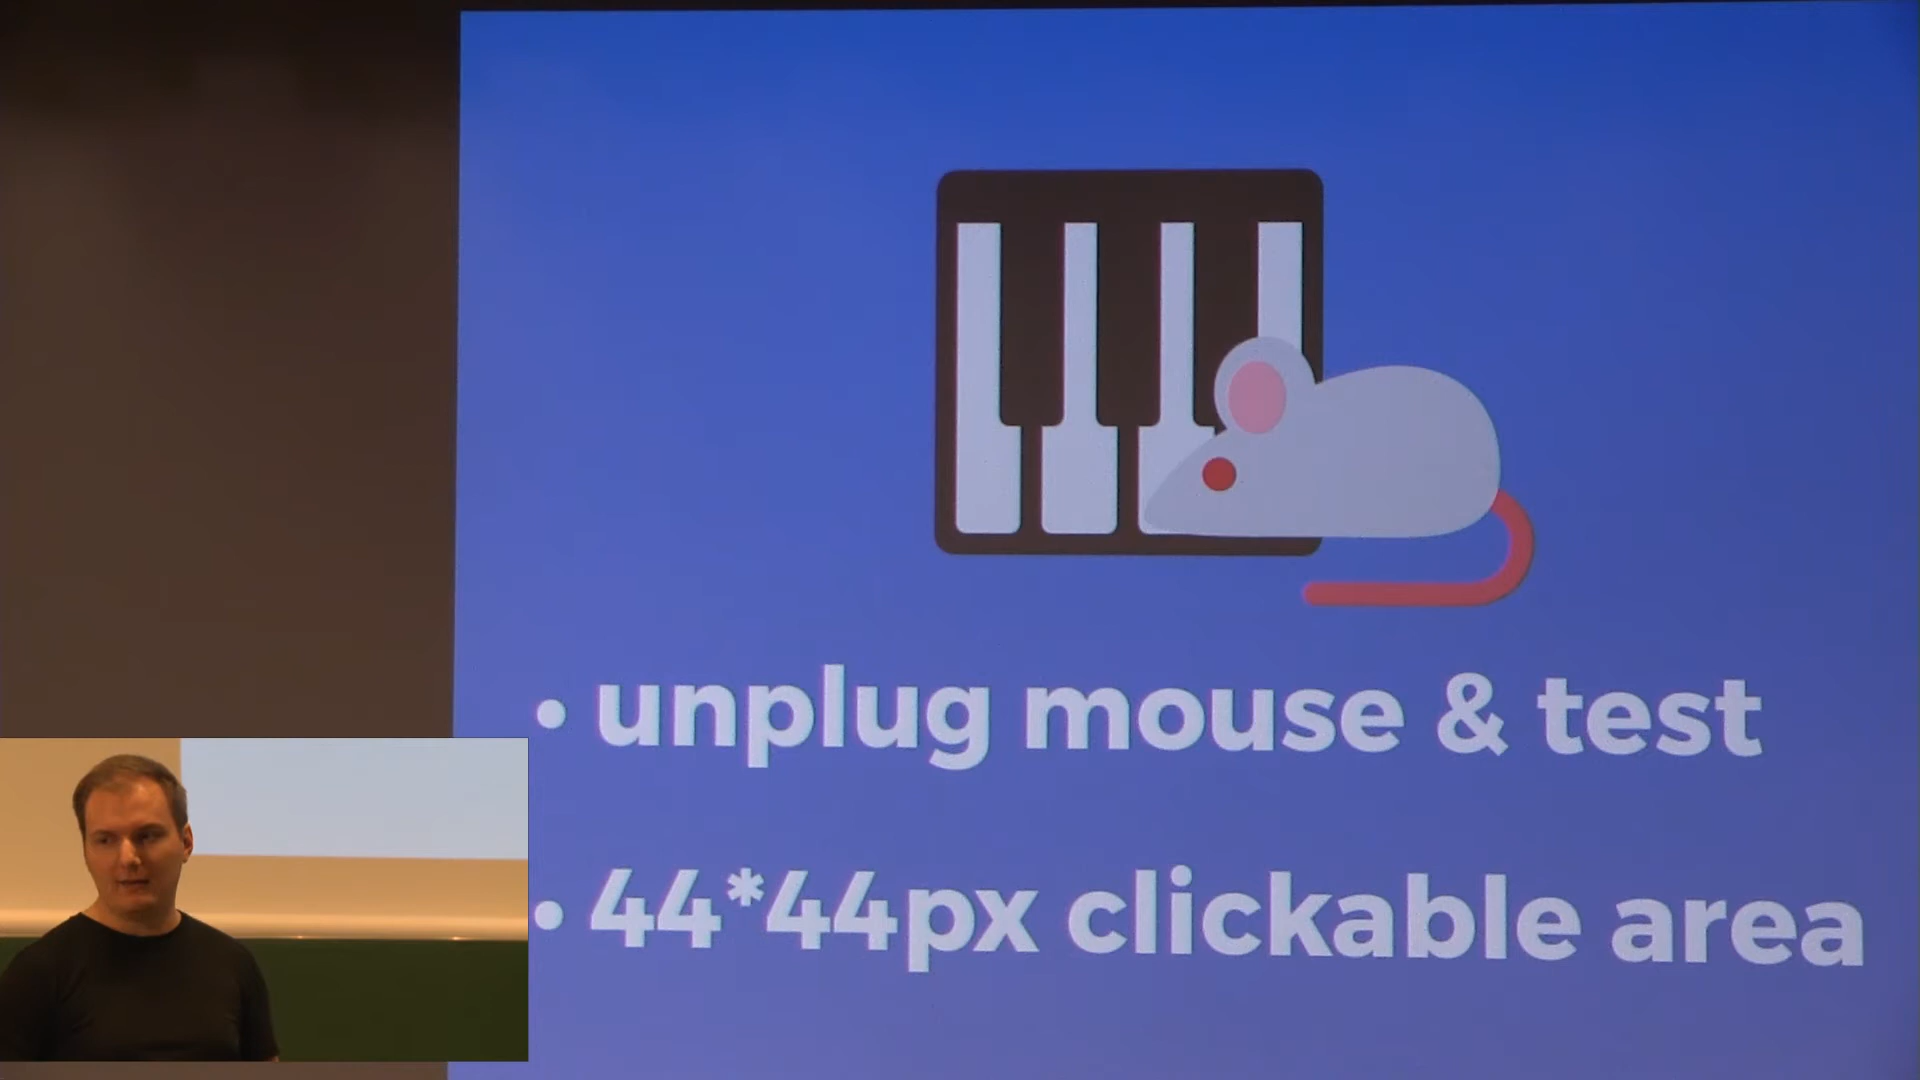 • unplug mouse & test
• 44*44px clickable area